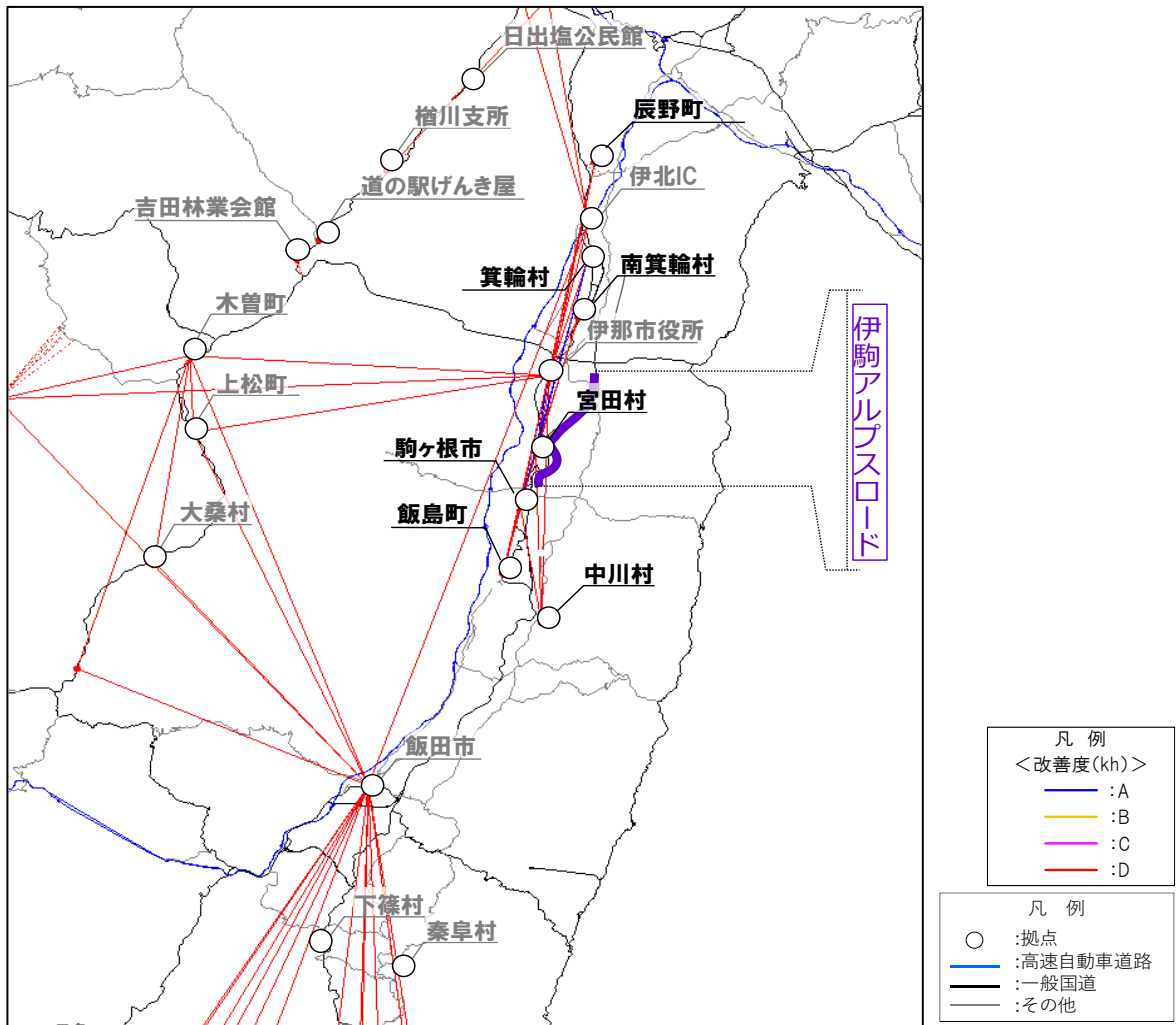 日出塩公民館
楢川支所
辰野町
道の駅げんき屋
伊北IC
吉田林業会館
箕輪村
南箕輪村
木曽町
伊那市役所
伊駒アルプスロード
上松町
宮田村
駒ヶ根市
飯島町
大桑村
中川村
飯田市
下篠村
秦阜村
凡 例
＜改善度(kh)＞
:A
:B
:C
:D
凡 例
:拠点
:高速自動車道路
:一般国道
:その他